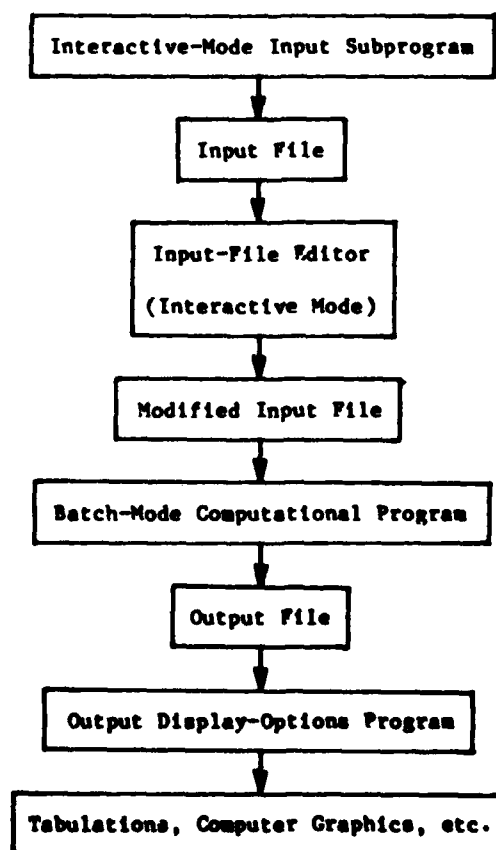 Interactive-Mode Input Subprogram
Input File
Input-File Editor
(Interactive Mode)
Modified Input File
Batch-Mode Computational Program
Output File
Output Display-Options Program
Tabulations, Computer Graphics, etc.